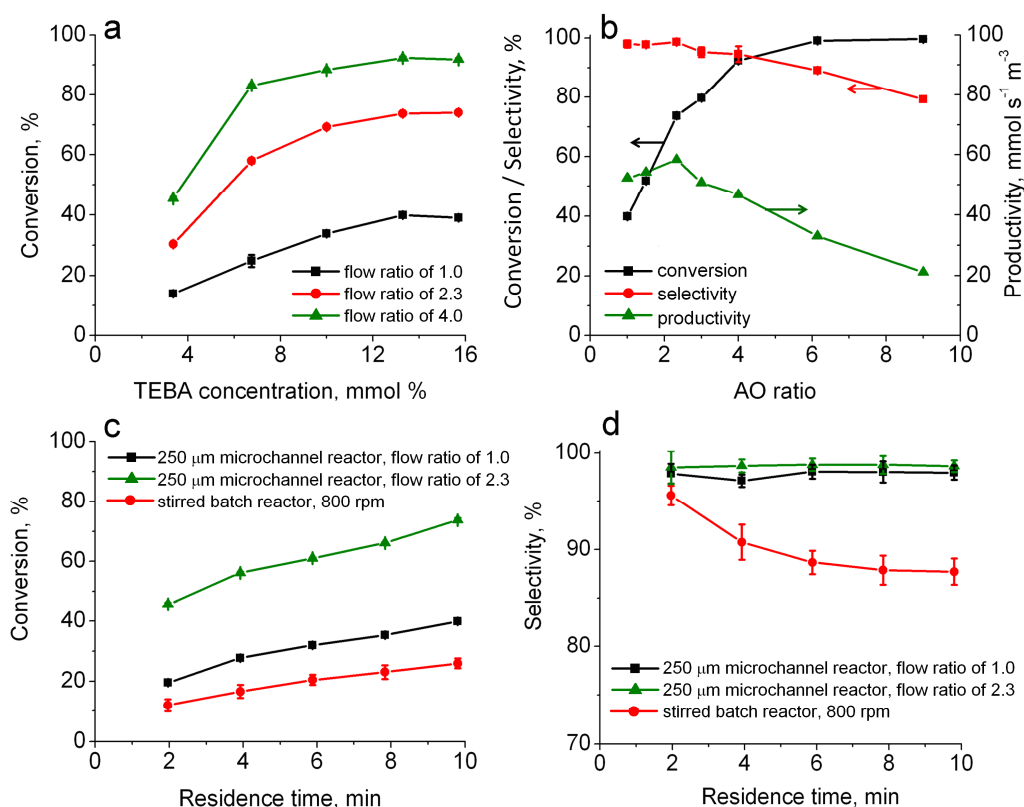 a
100
80
60
40
20
0
Conversion, %
flow ratio of 1.0
flow ratio of 2.3
flow ratio of 4.0
0 4 8 12 16
TEBA concentration, mmol %
b
100
80
60
40
20
0
Conversion / Selectivity, %
100
80
60
40
20
0
Productivity, mmol s⁻¹ m⁻³
conversion
selectivity
productivity
0 2 4 6 8 10
AO ratio
c
100
80
60
40
20
0
Conversion, %
250 μm microchannel reactor, flow ratio of 1.0
250 μm microchannel reactor, flow ratio of 2.3
stirred batch reactor, 800 rpm
0 2 4 6 8 10
Residence time, min
d
100
90
80
70
Selectivity, %
250 μm microchannel reactor, flow ratio of 1.0
250 μm microchannel reactor, flow ratio of 2.3
stirred batch reactor, 800 rpm
0 2 4 6 8 10
Residence time, min